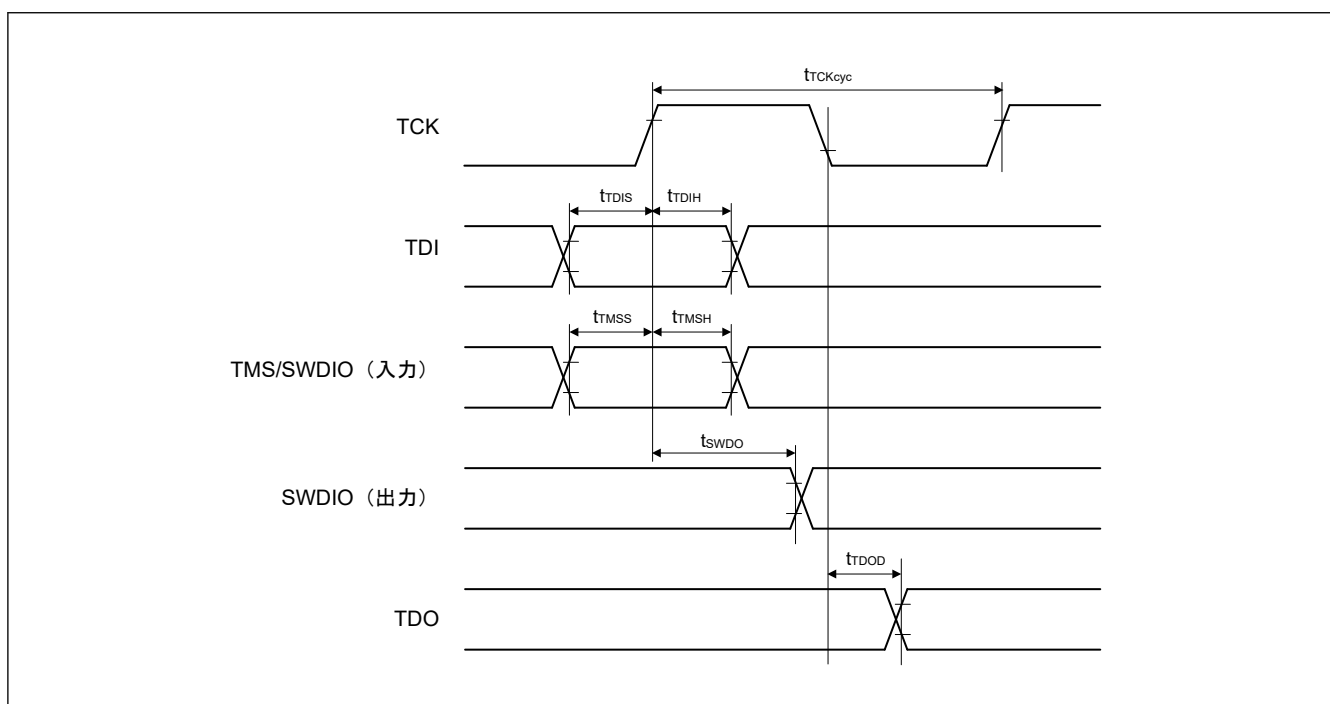 tTCKcyc
TCK
tTDIS tTDIH
TDI
tTMSS tTMSH
TMS/SWDIO（入力）
tSWDO
SWDIO（出力）
tTDOD
TDO